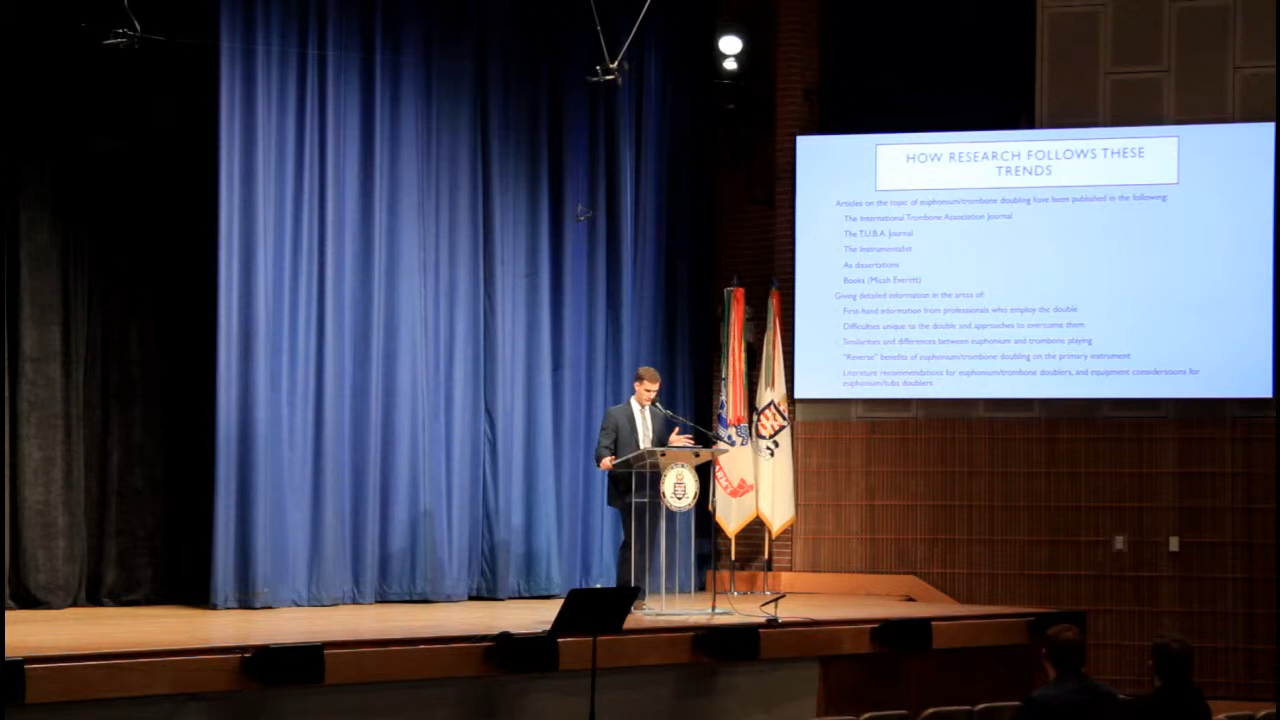 HOW RESEARCH FOLLOWS THESE
TRENDS
Articles on the topic of euphonium/trombone doubling have been published in the following:
The International Trombone Association Journal
The T.U.B.A. Journal
The Instrumentalist
As dissertations
Books (Micah Everett)
Giving detailed information in the areas of:
First-hand information from professionals who employ the double
Difficulties unique to the double and approaches to overcome them
Similarities and differences between euphonium and trombone playing
"Reverse" benefits of euphonium/trombone doubling on the primary instrument
Literature recommendations for euphonium/trombone doublers, and equipment considerations for
euphonium/tuba doublers